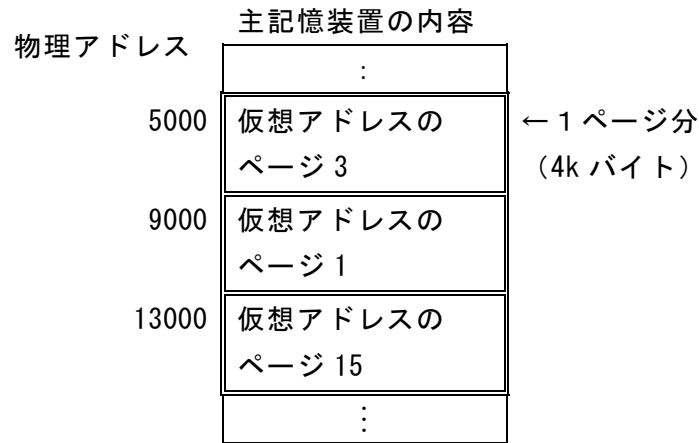 主記憶装置の内容
物理アドレス
:
5000 仮想アドレスの ←１ページ分
ページ3 (4k バイト)
9000 仮想アドレスの
ページ1
13000 仮想アドレスの
ページ15
⋮